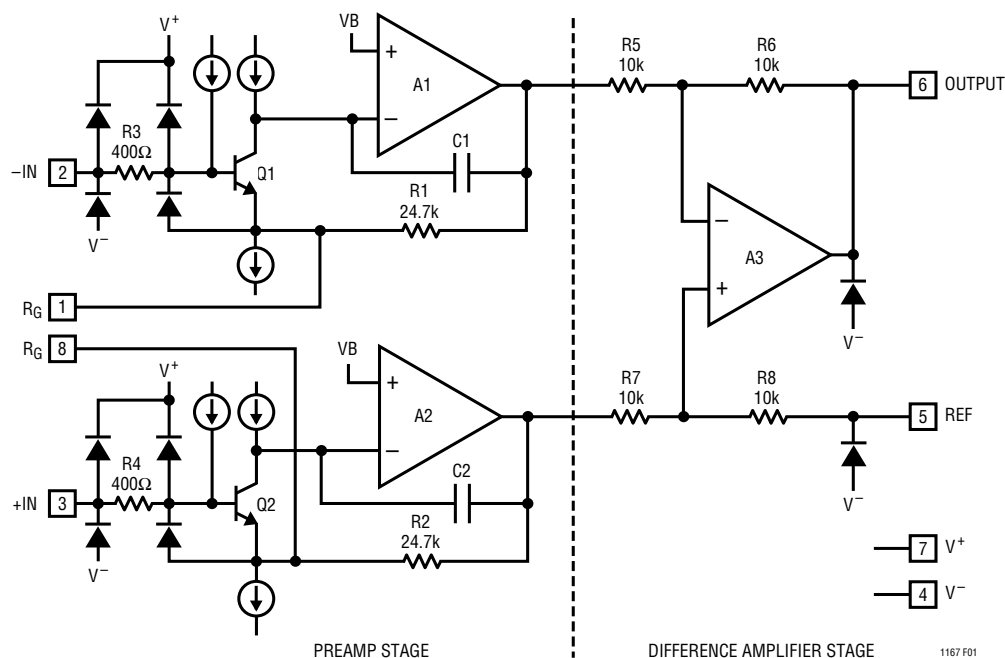 V+
VB
A1
R5
10k
R6
10k
6 OUTPUT
R3
400Ω
–IN 2
Q1
C1
R1
24.7k
V–
A3
V–
RG 1
RG 8
V+
VB
A2
R7
10k
R8
10k
5 REF
R4
400Ω
+IN 3
Q2
C2
R2
24.7k
V–
V–
7 V+
4 V–
PREAMP STAGE
DIFFERENCE AMPLIFIER STAGE
1167 F01